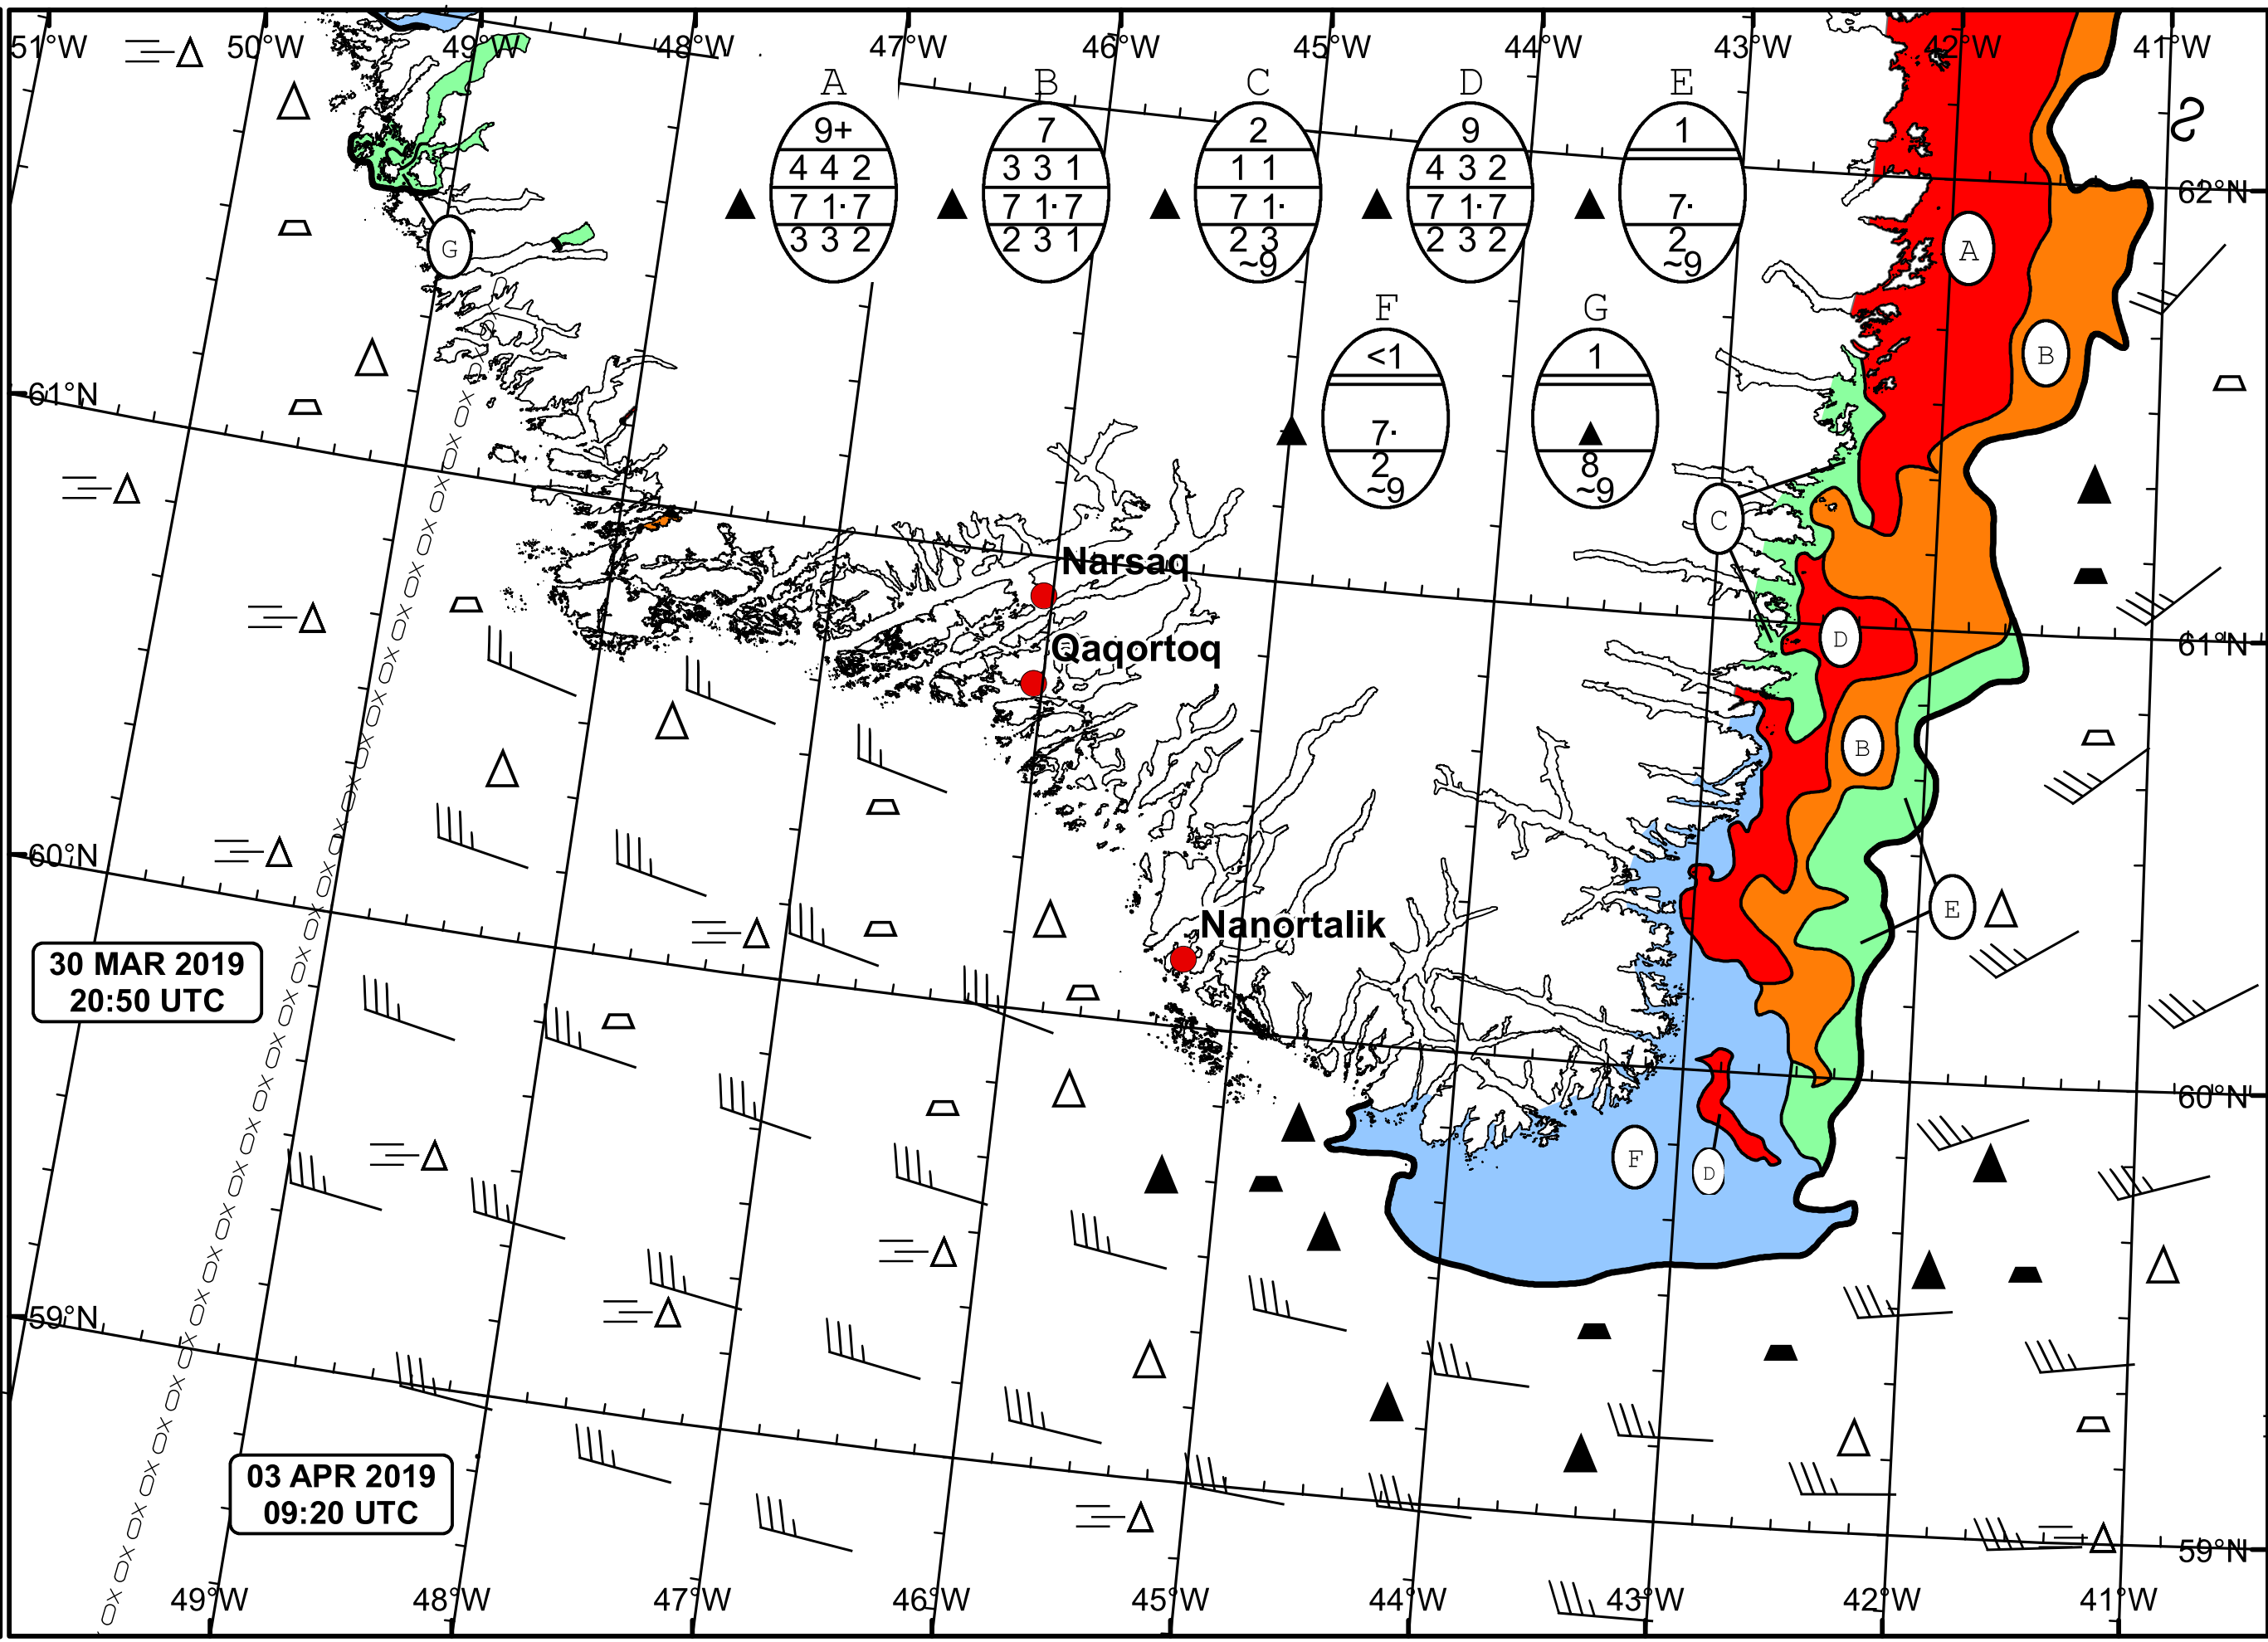 51°W 50°W 49°W 48°W 47°W 46°W 45°W 44°W 43°W 42°W 41°W
A B C D E
9+ 7 2 9 1
4 4 2 3 3 1 1 1 4 3 2
7 1· 7 7 1· 7 7 1· 7 1· 7 7·
3 3 2 2 3 1 2 3 2 3 2 2
~9 ~9
62°N
G
A
F G
<1 1
7·
2 8
~9 ~9
B
61°N
C
Narsaq
D
61°N
Qaqortoq
B
60°N
E
Nanortalik
30 MAR 2019
20:50 UTC
60°N
F
D
59°N
03 APR 2019
09:20 UTC
59°N
49°W 48°W 47°W 46°W 45°W 44°W 43°W 42°W 41°W